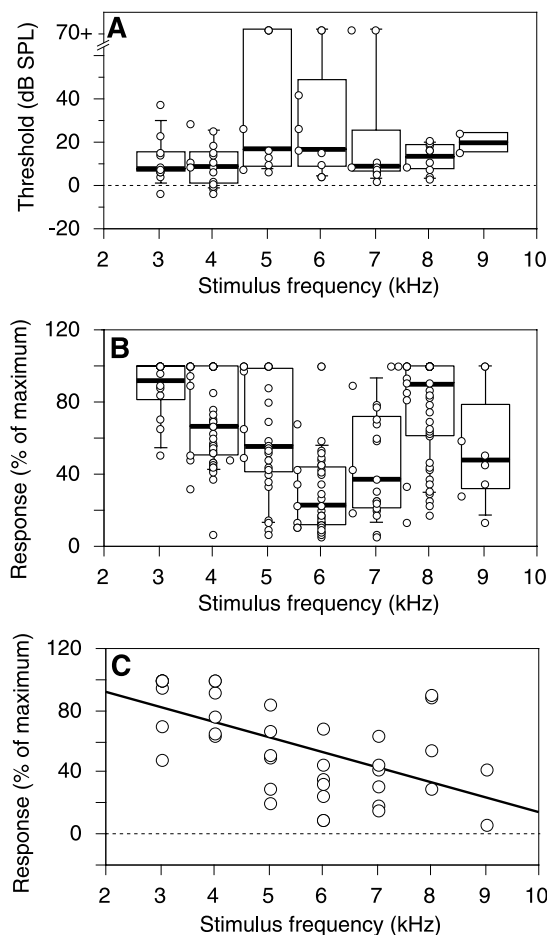 A
Threshold (dB SPL)
70+
40
20
0
-20
2 3 4 5 6 7 8 9 10
Stimulus frequency (kHz)
B
Response (% of maximum)
120
80
40
0
2 3 4 5 6 7 8 9 10
Stimulus frequency (kHz)
C
Response (% of maximum)
120
80
40
0
2 3 4 5 6 7 8 9 10
Stimulus frequency (kHz)